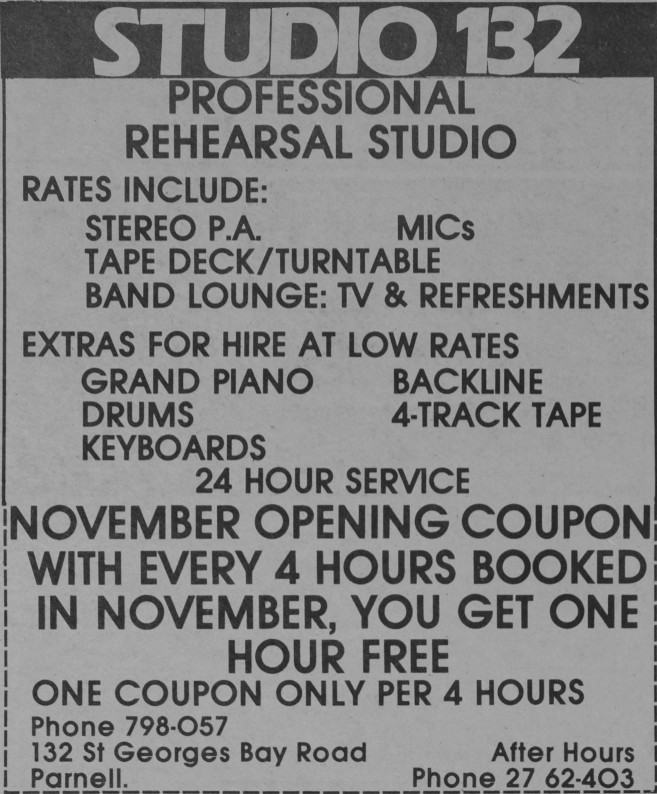 STUDIO 132
PROFESSIONAL
REHEARSAL STUDIO
RATES INCLUDE:
STEREO P.A. MICs
TAPE DECK/TURNTABLE
BAND LOUNGE: TV & REFRESHMENTS
EXTRAS FOR HIRE AT LOW RATES
GRAND PIANO BACKLINE
DRUMS 4-TRACK TAPE
KEYBOARDS
24 HOUR SERVICE
NOVEMBER OPENING COUPON
WITH EVERY 4 HOURS BOOKED
IN NOVEMBER, YOU GET ONE
HOUR FREE
ONE COUPON ONLY PER 4 HOURS
Phone 798-057
132 St Georges Bay Road After Hours
Parnell. Phone 27 62-403